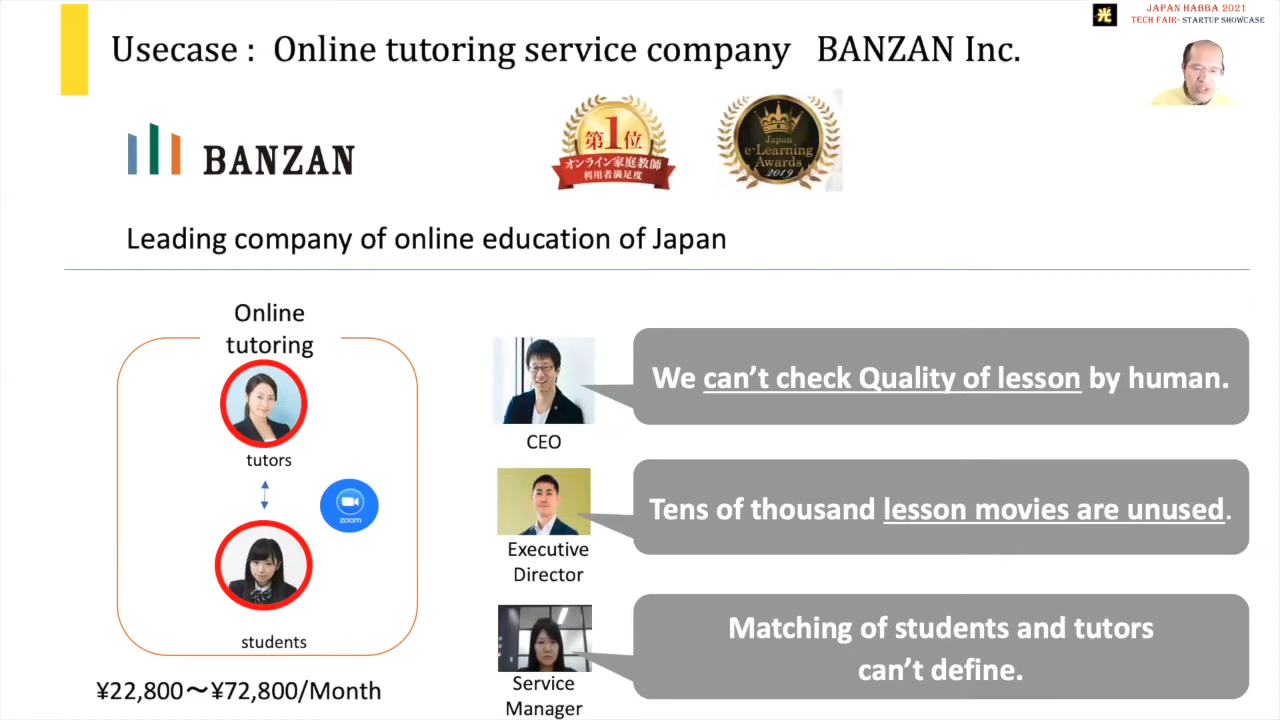 JAPAN HABBA 2021
光
TECH FAIR- STARTUP SHOWCASE
Usecase : Online tutoring service company BANZAN Inc.
BANZAN
第1位
オンライン家庭教師
利用者満足度
Japan
e-Learning
Awards
2019
Leading company of online education of Japan
Online
tutoring
tutors
zoom
students
¥22,800～¥72,800/Month
We can't check Quality of lesson by human.
CEO
Tens of thousand lesson movies are unused.
Executive
Director
Matching of students and tutors
can't define.
Service
Manager